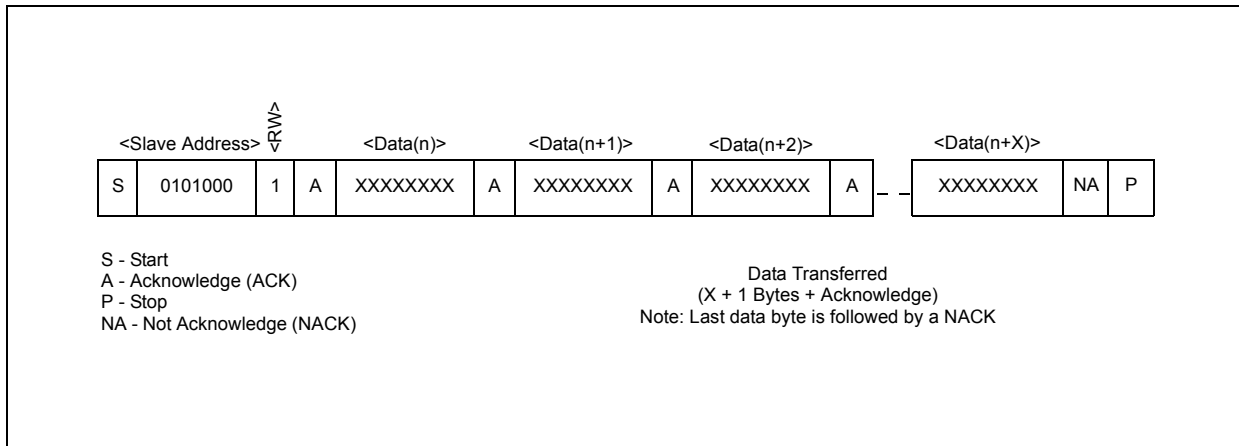 <Slave Address> <RW> <Data(n)> <Data(n+1)> <Data(n+2)> <Data(n+X)>
S 0101000 1 A XXXXXXXX A XXXXXXXX A XXXXXXXX A XXXXXXXX NA P
S - Start
A - Acknowledge (ACK)
P - Stop
NA - Not Acknowledge (NACK)
Data Transferred
(X + 1 Bytes + Acknowledge)
Note: Last data byte is followed by a NACK